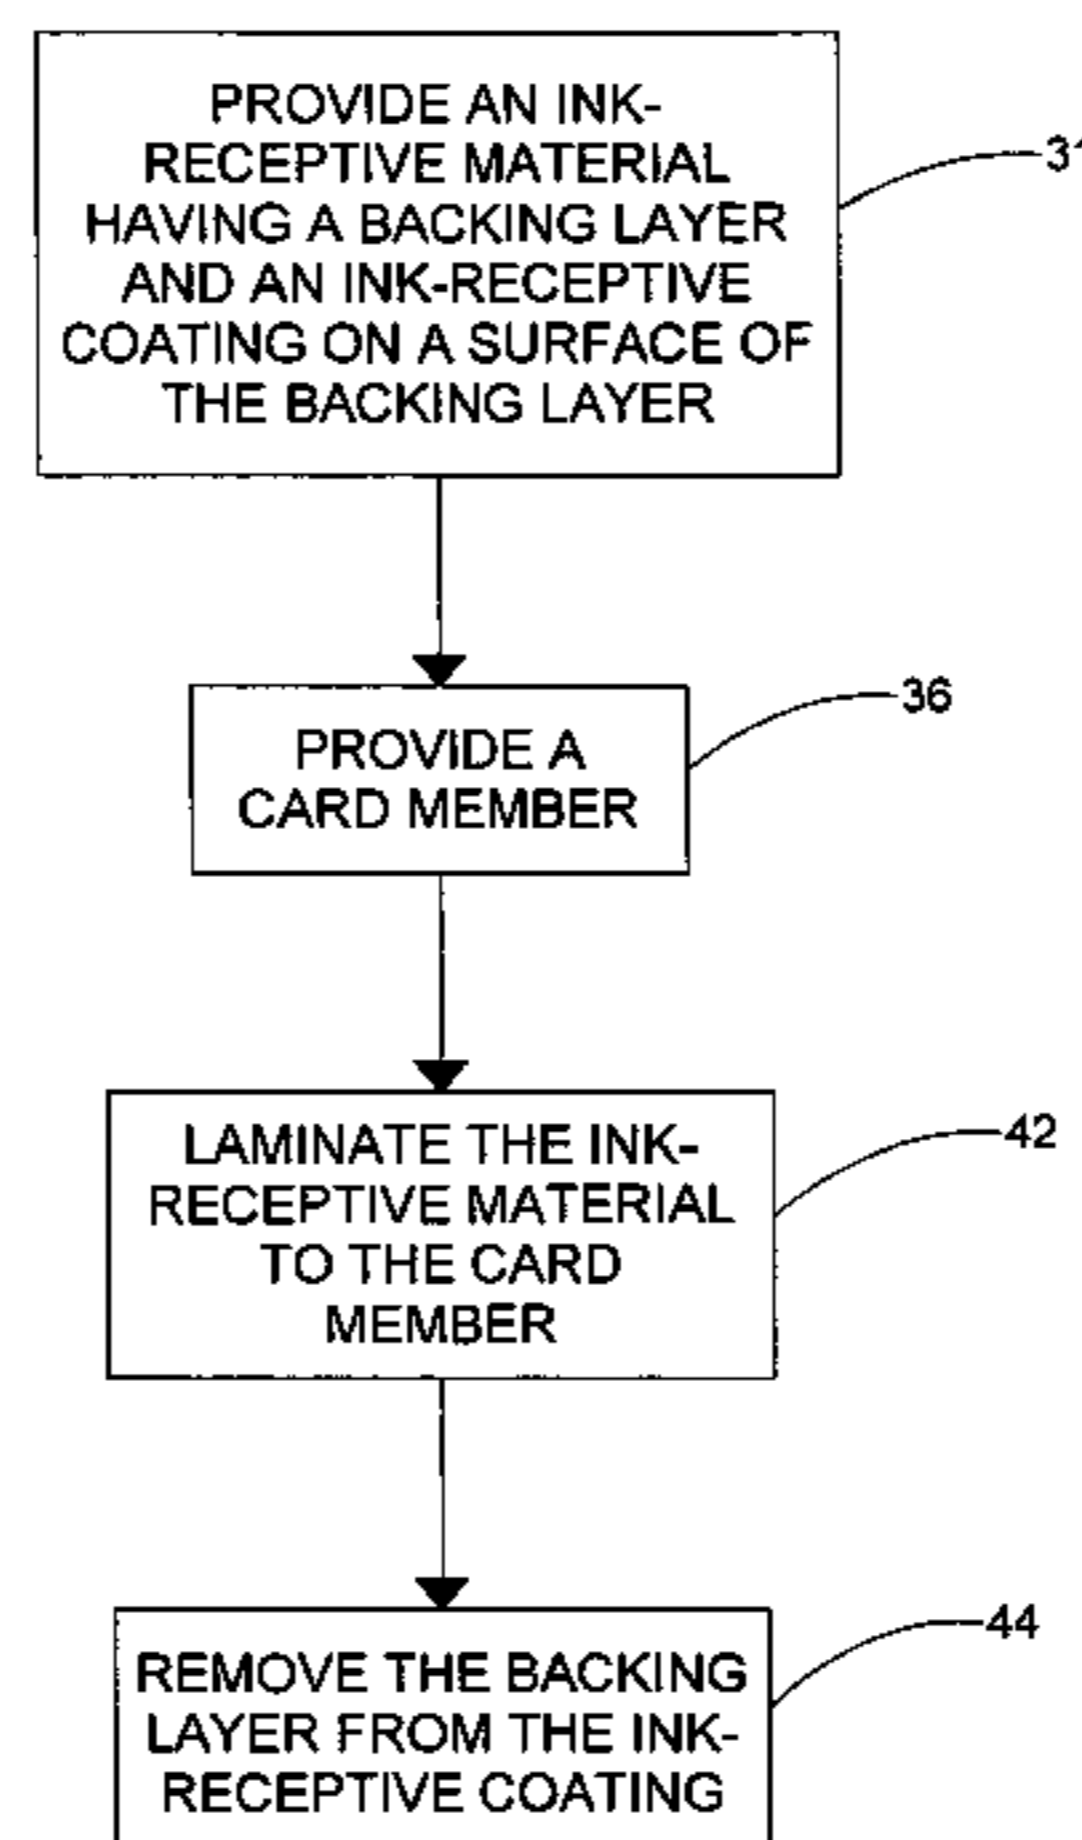 PROVIDE AN INK-
RECEPTIVE MATERIAL
HAVING A BACKING LAYER
AND AN INK-RECEPTIVE
COATING ON A SURFACE OF
THE BACKING LAYER
PROVIDE A
CARD MEMBER
36
LAMINATE THE INK-
RECEPTIVE MATERIAL
TO THE CARD
MEMBER
42
REMOVE THE BACKING
LAYER FROM THE INK-
RECEPTIVE COATING
44